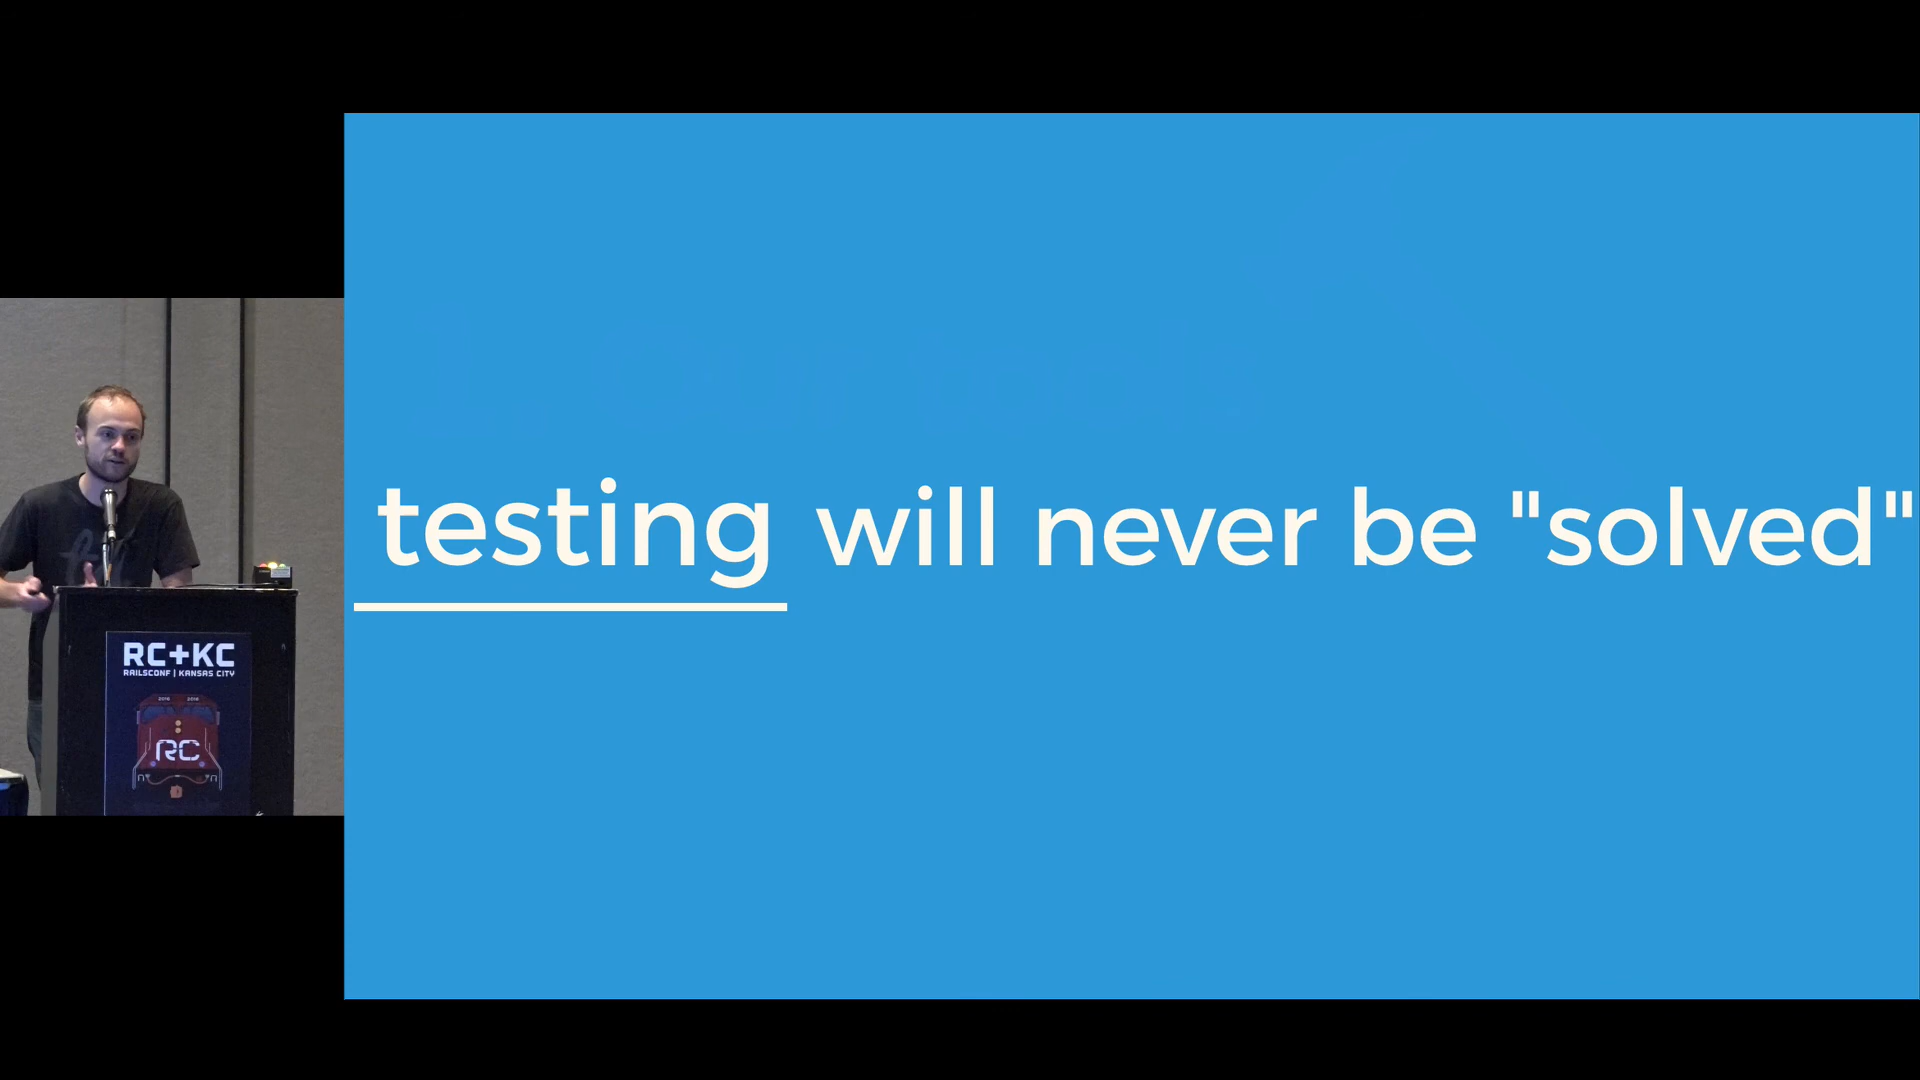 testing will never be "solved"
RC+KC
RAILSCONF | KANSAS CITY
RC